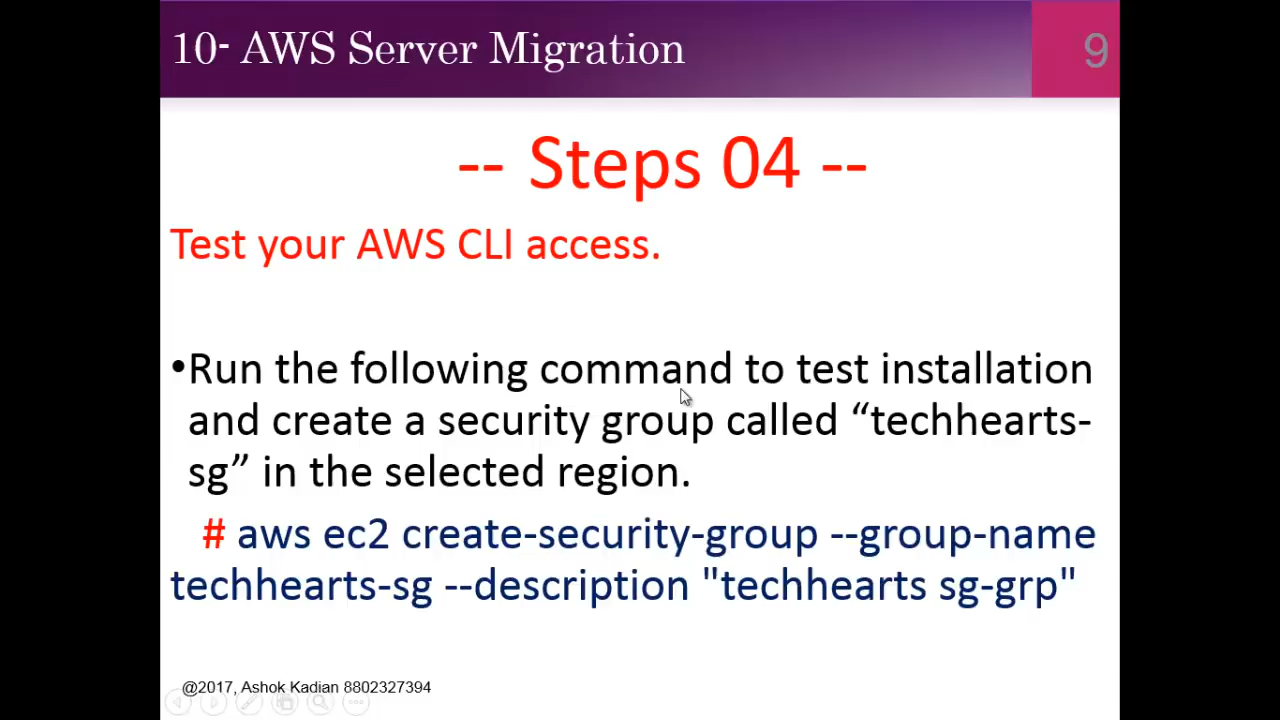 10- AWS Server Migration
9
-- Steps 04 --
Test your AWS CLI access.
•Run the following command to test installation
and create a security group called “techhearts-
sg” in the selected region.
# aws ec2 create-security-group --group-name
techhearts-sg --description "techhearts sg-grp"
@2017, Ashok Kadian 8802327394